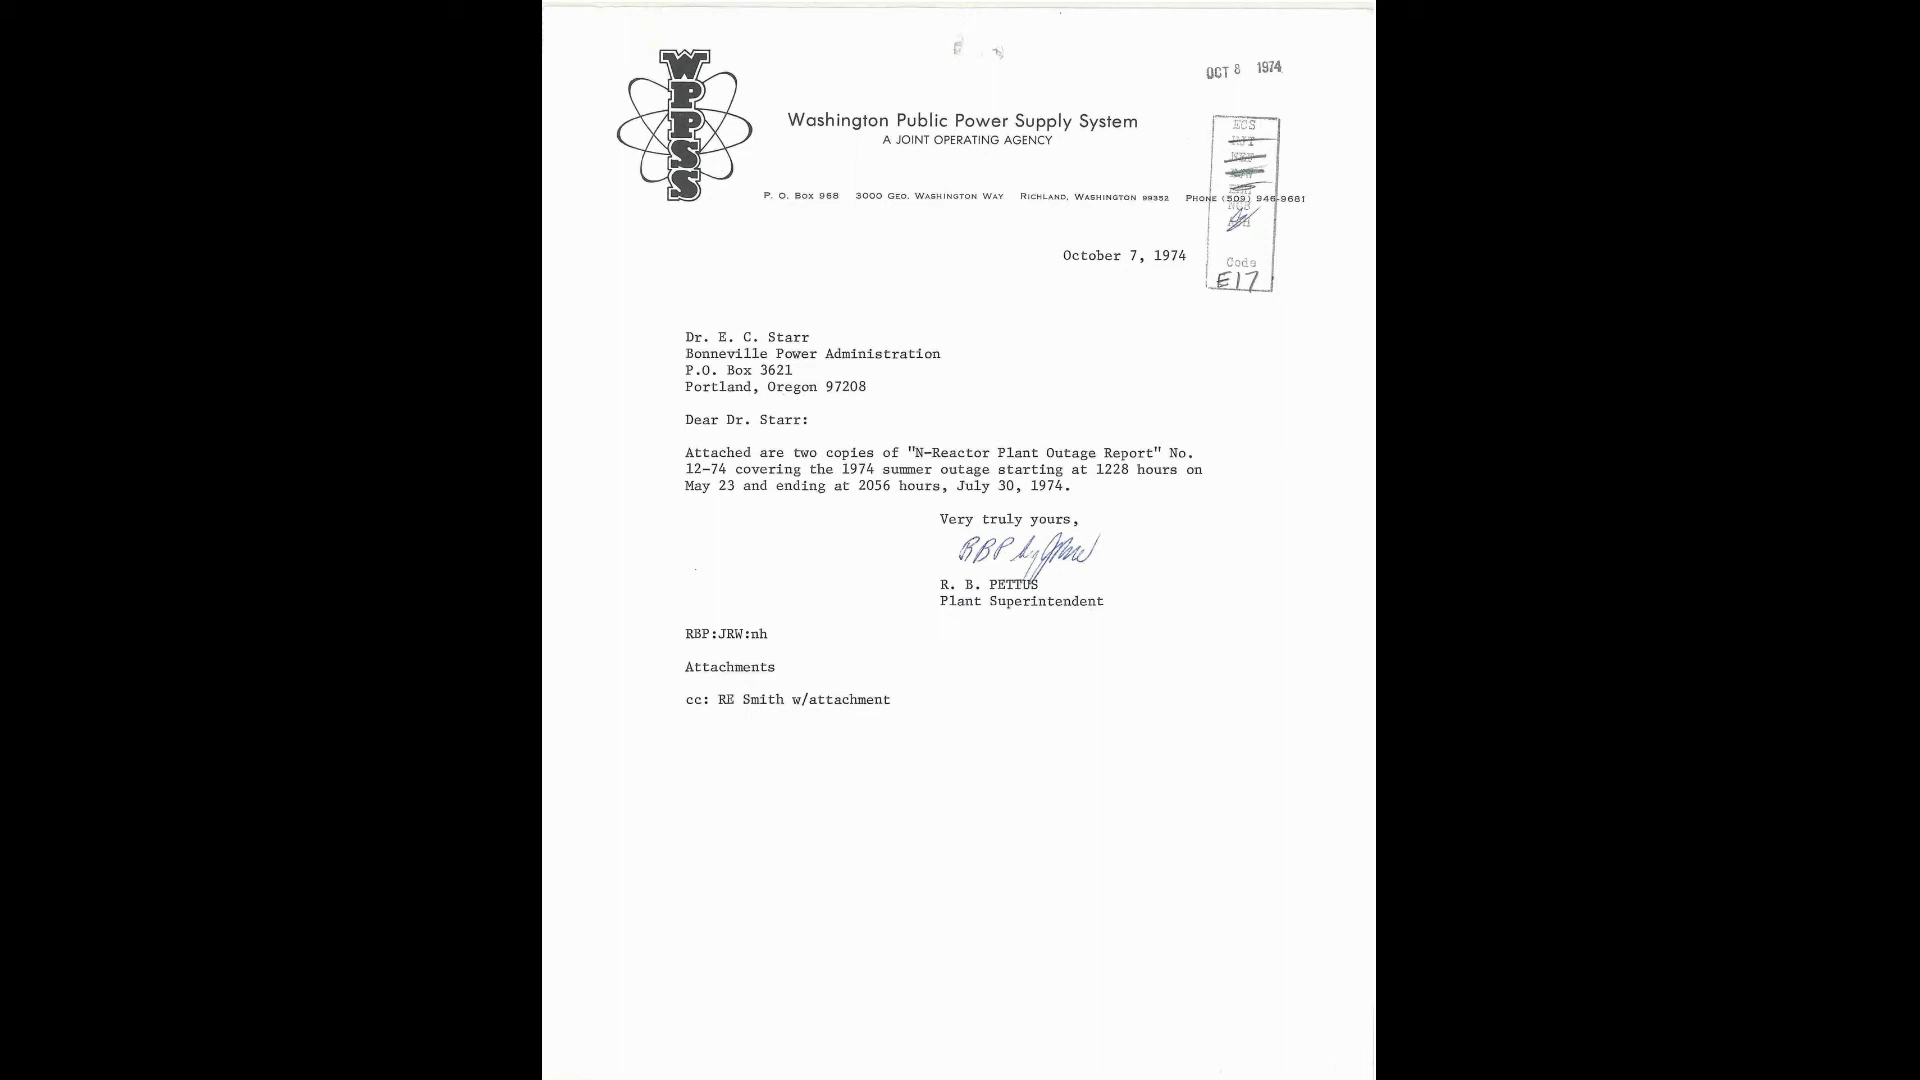 WPPSS
OCT 8 1974
Washington Public Power Supply System
A JOINT OPERATING AGENCY
ECS
P. O. Box 968 3000 Geo. Washington Way Richland, Washington 99352 Phone (509) 946-9681
NCS
October 7, 1974
Code
E17
Dr. E. C. Starr
Bonneville Power Administration
P.O. Box 3621
Portland, Oregon 97208
Dear Dr. Starr:
Attached are two copies of "N-Reactor Plant Outage Report" No.
12-74 covering the 1974 summer outage starting at 1228 hours on
May 23 and ending at 2056 hours, July 30, 1974.
Very truly yours,
RBP by
R. B. PETTUS
Plant Superintendent
RBP:JRW:nh
Attachments
cc: RE Smith w/attachment